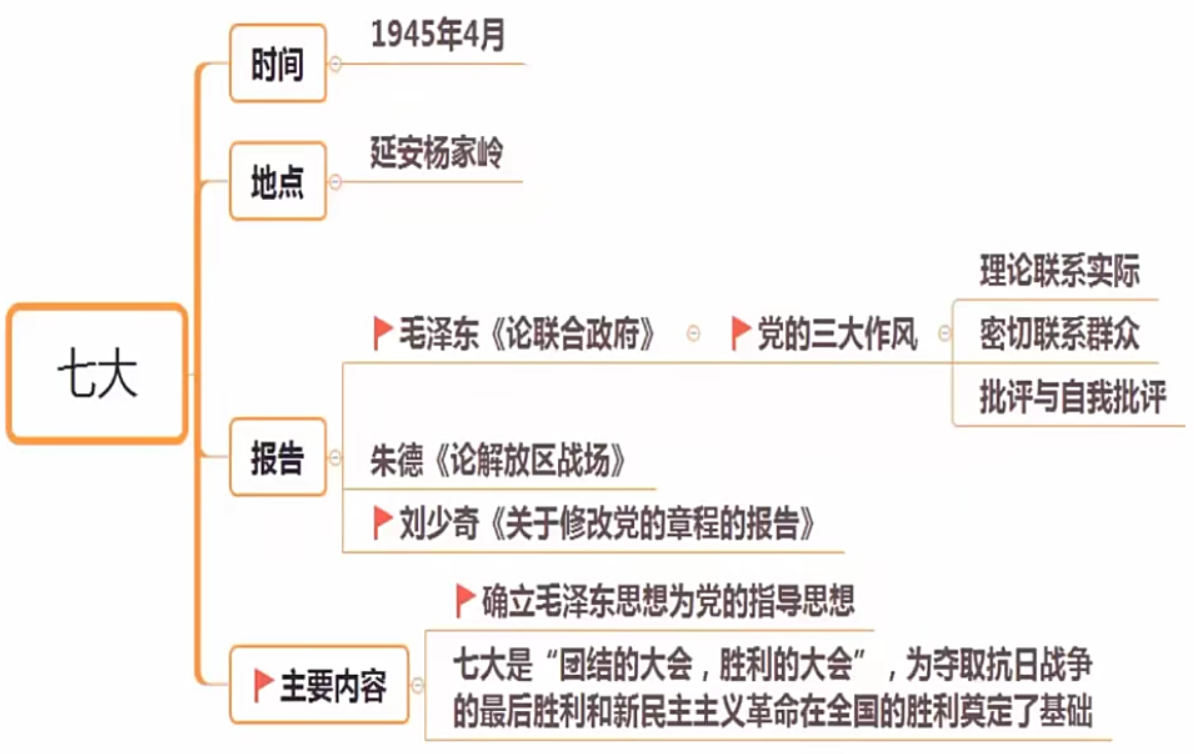 七大
时间
1945年4月
地点
延安杨家岭
报告
毛泽东《论联合政府》
党的三大作风
理论联系实际
密切联系群众
批评与自我批评
朱德《论解放区战场》
刘少奇《关于修改党的章程的报告》
主要内容
确立毛泽东思想为党的指导思想
七大是“团结的大会，胜利的大会”，为夺取抗日战争
的最后胜利和新民主主义革命在全国的胜利奠定了基础